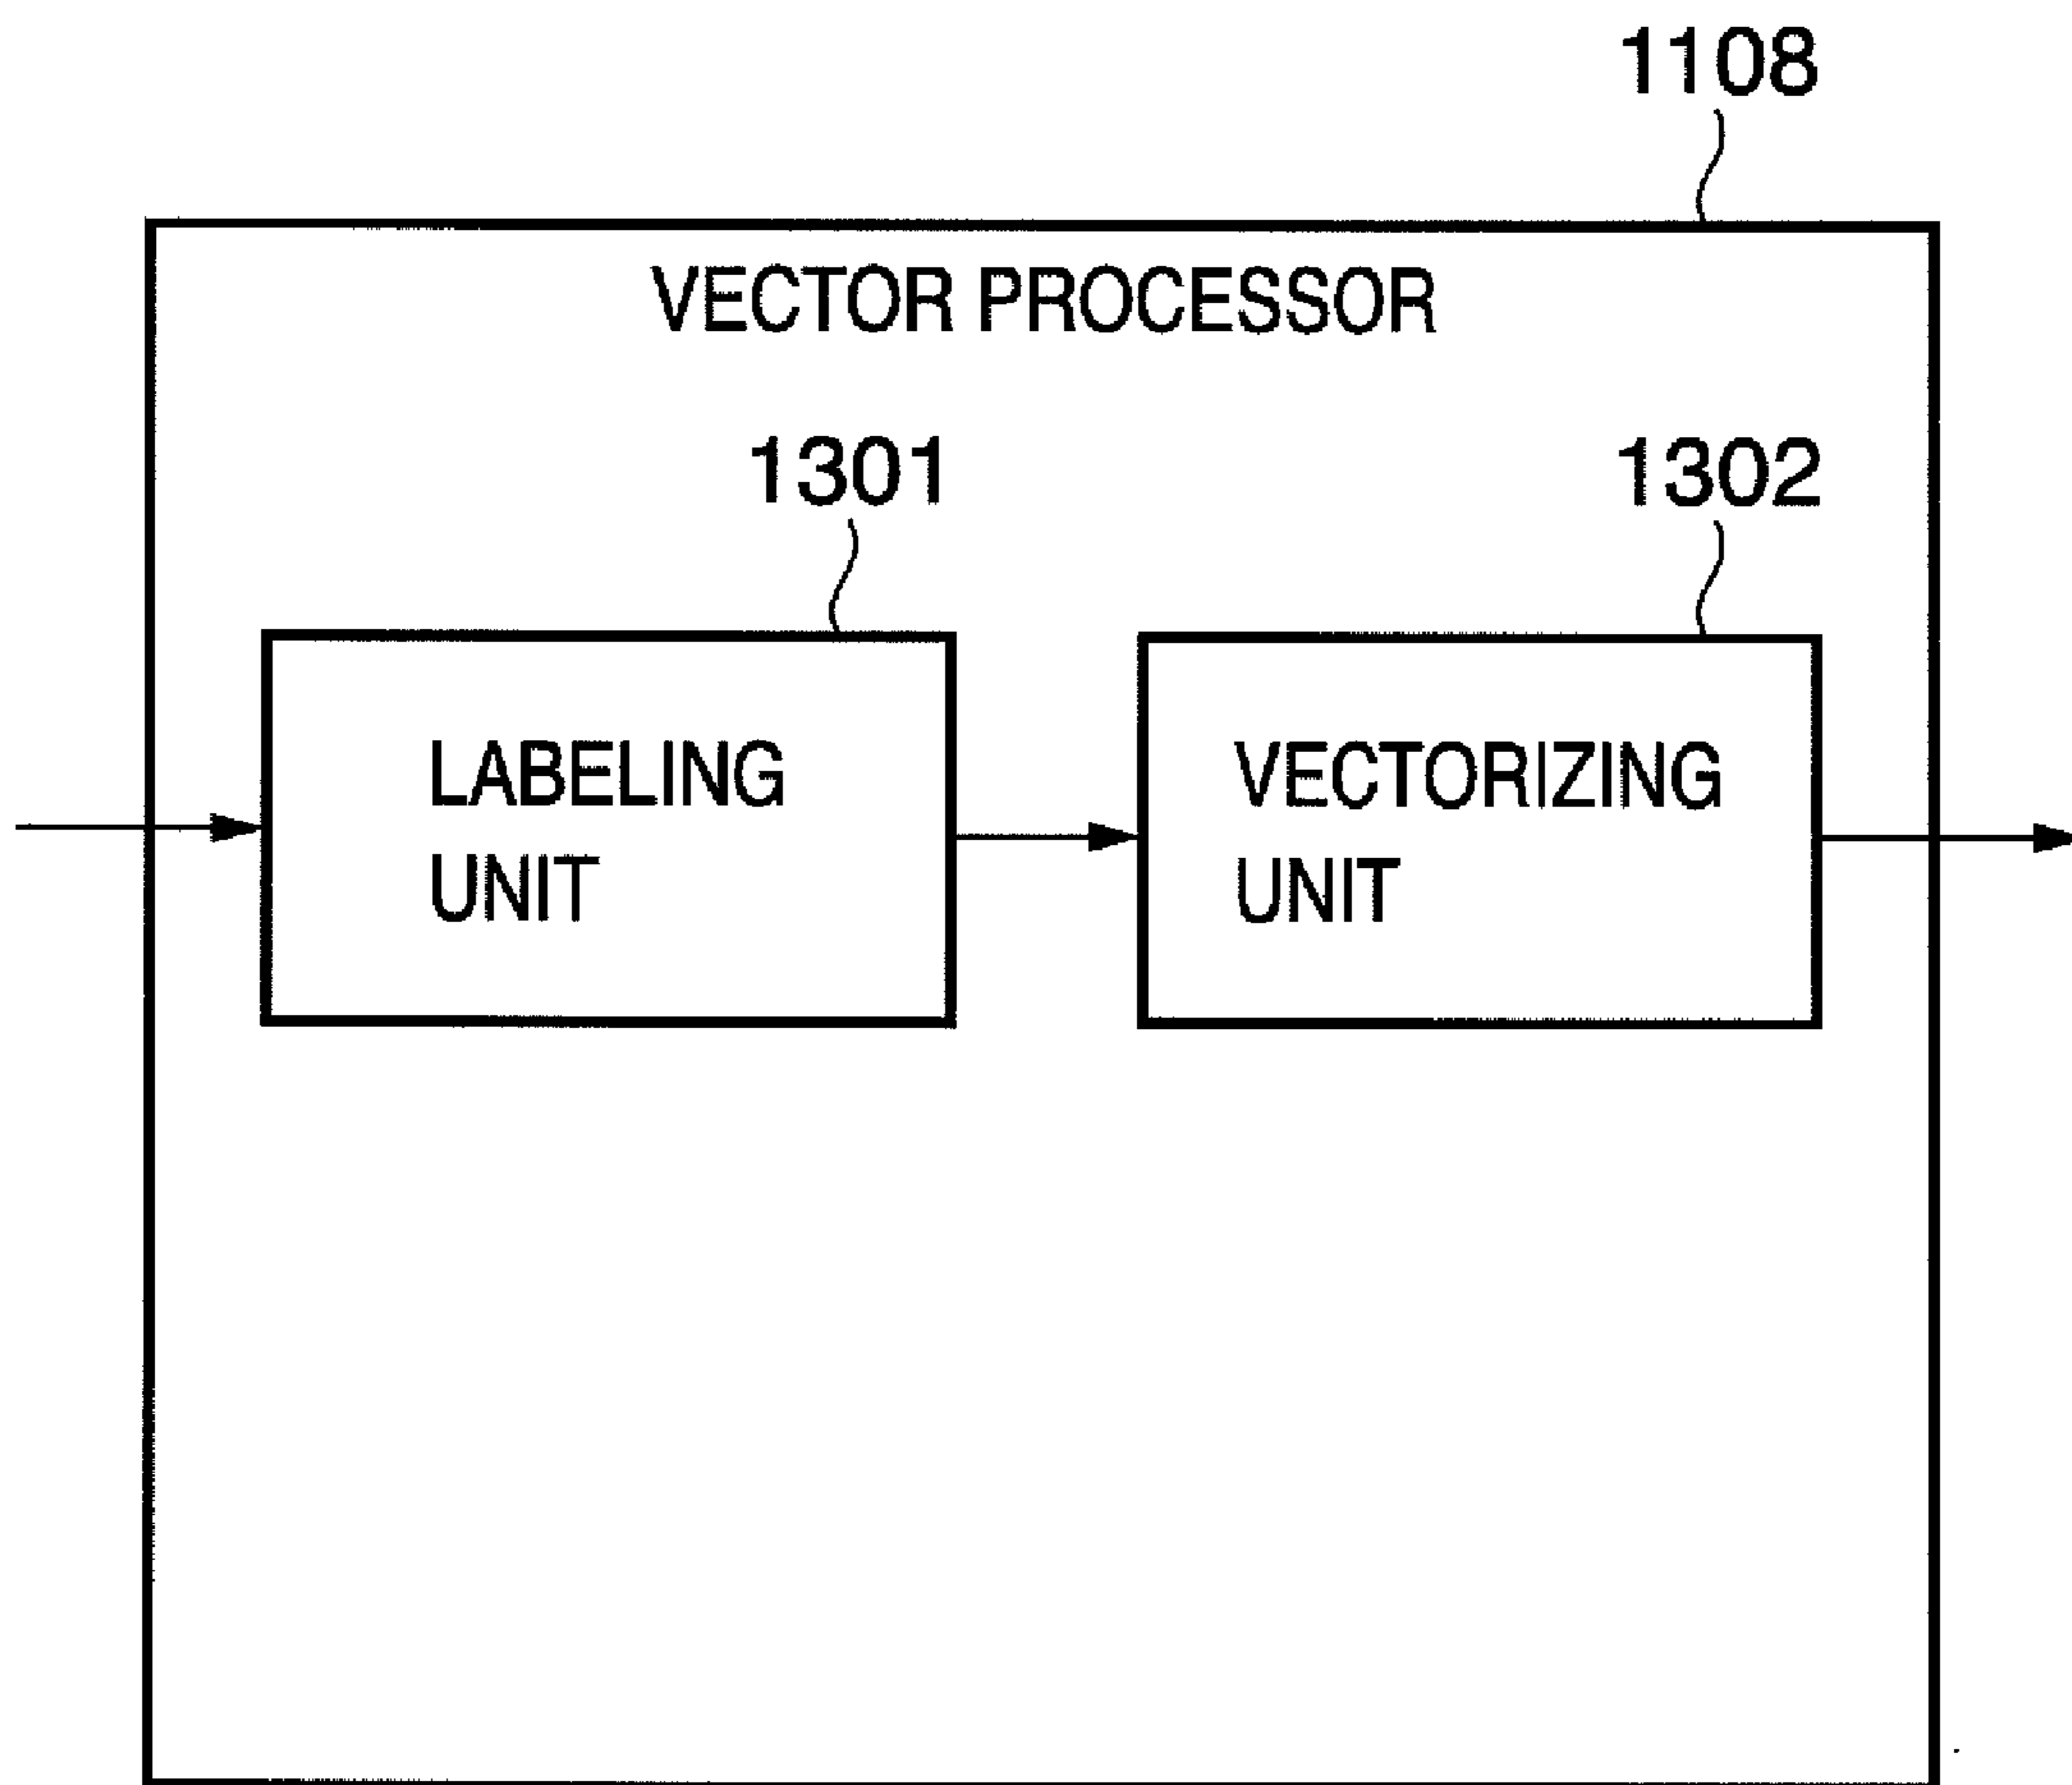 1108
VECTOR PROCESSOR
1301
1302
LABELING
UNIT
VECTORIZING
UNIT